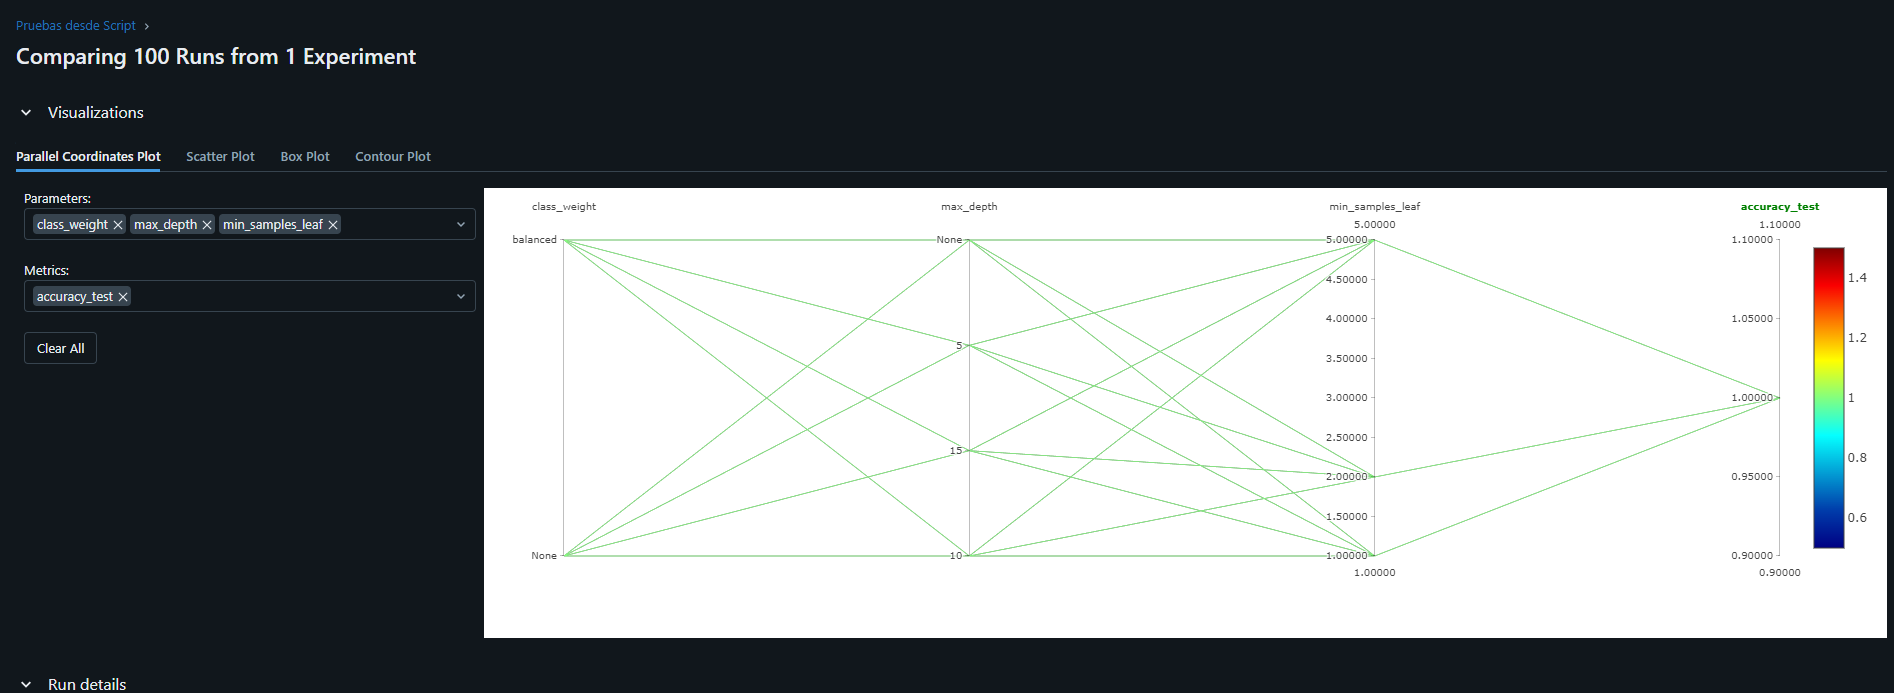 Pruebas desde Script ›
Comparing 100 Runs from 1 Experiment
Visualizations
Parallel Coordinates Plot Scatter Plot Box Plot Contour Plot
Parameters:
class_weight × max_depth × min_samples_leaf ×
Metrics:
accuracy_test ×
Clear All
class_weight
balanced
None
max_depth
None
5
15
10
min_samples_leaf
5.00000
5.00000
4.50000
4.00000
3.50000
3.00000
2.50000
2.00000
1.50000
1.00000
1.00000
accuracy_test
1.10000
1.10000
1.05000
1.00000
0.95000
0.90000
0.90000
1.4
1.2
1
0.8
0.6
Run details